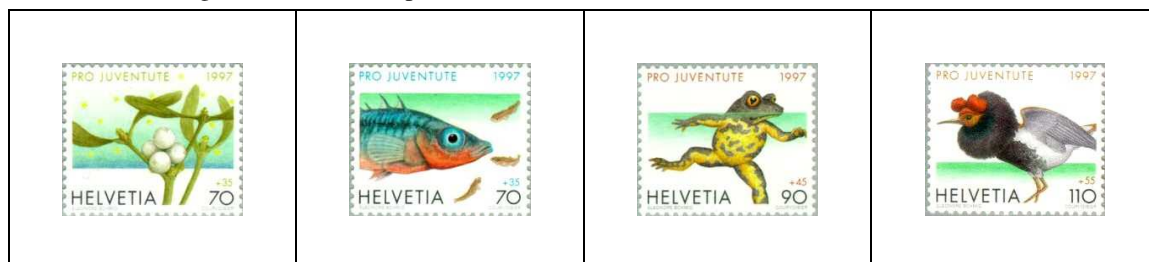 PRO JUVENTUTE 1997
+35
HELVETIA 70
PRO JUVENTUTE 1997
+35
HELVETIA 70
PRO JUVENTUTE 1997
+45
HELVETIA 90
PRO JUVENTUTE 1997
+55
HELVETIA 110